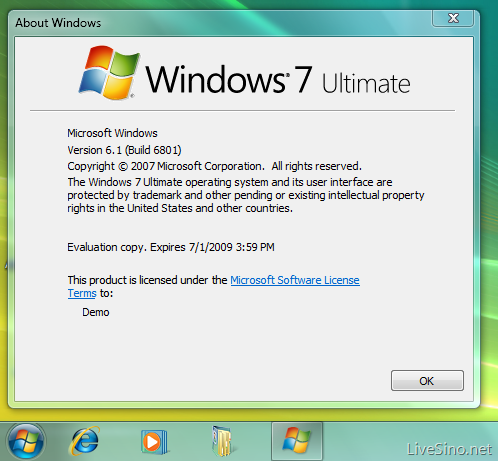 About Windows
Windows 7 Ultimate
Microsoft Windows
Version 6.1 (Build 6801)
Copyright © 2007 Microsoft Corporation. All rights reserved.
The Windows 7 Ultimate operating system and its user interface are
protected by trademark and other pending or existing intellectual property
rights in the United States and other countries.
Evaluation copy. Expires 7/1/2009 3:59 PM
This product is licensed under the Microsoft Software License
Terms to:
Demo
OK
LiveSino.net